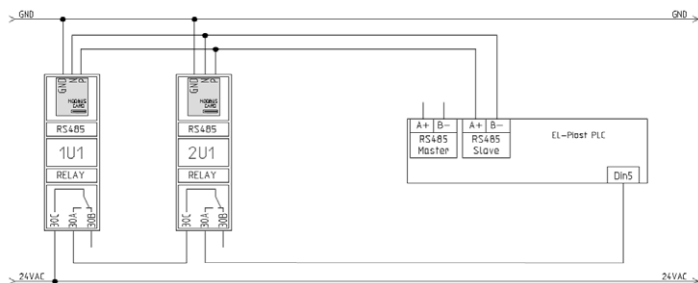 GND
GND
GND
N
P
MODBUS
CARD
RS485
1U1
RELAY
30C
30A
30B
GND
N
P
MODBUS
CARD
RS485
2U1
RELAY
30C
30A
30B
A+ B-
RS485
Master
A+ B-
RS485
Slave
EL-Plast PLC
DIn5
24VAC
24VAC